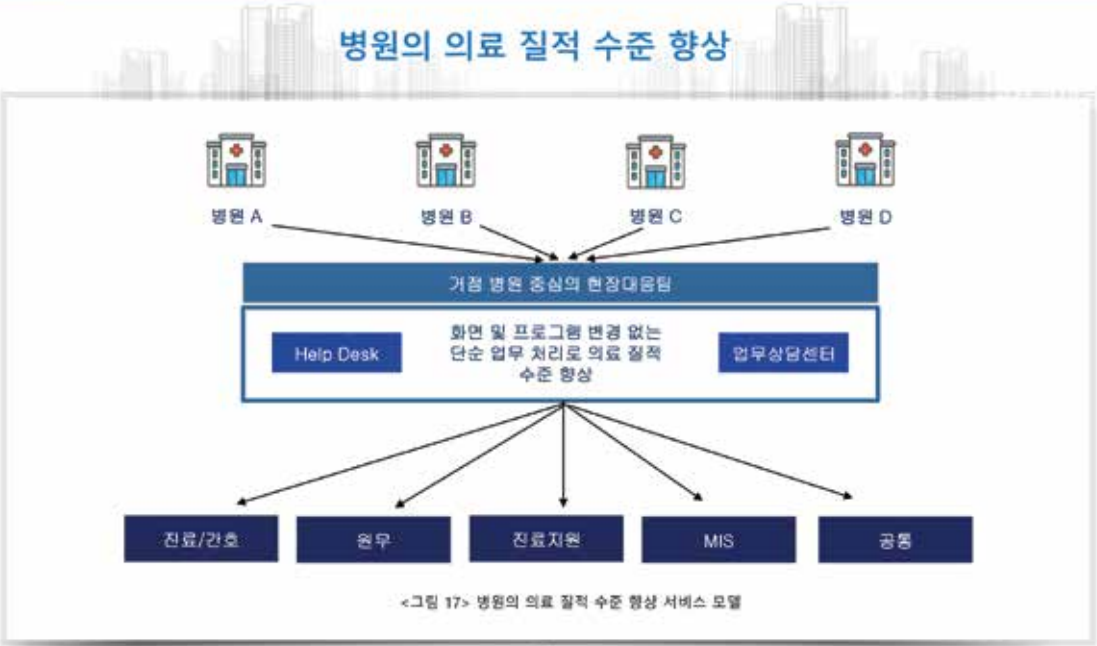 병원의 의료 질적 수준 향상
병원 A
병원 B
병원 C
병원 D
거점 병원 중심의 현장대응팀
Help Desk
화면 및 프로그램 변경 없는
단순 업무 처리로 의료 질적
수준 향상
업무상담센터
진료/간호
원무
진료지원
MIS
공통
<그림 17> 병원의 의료 질적 수준 향상 서비스 모델